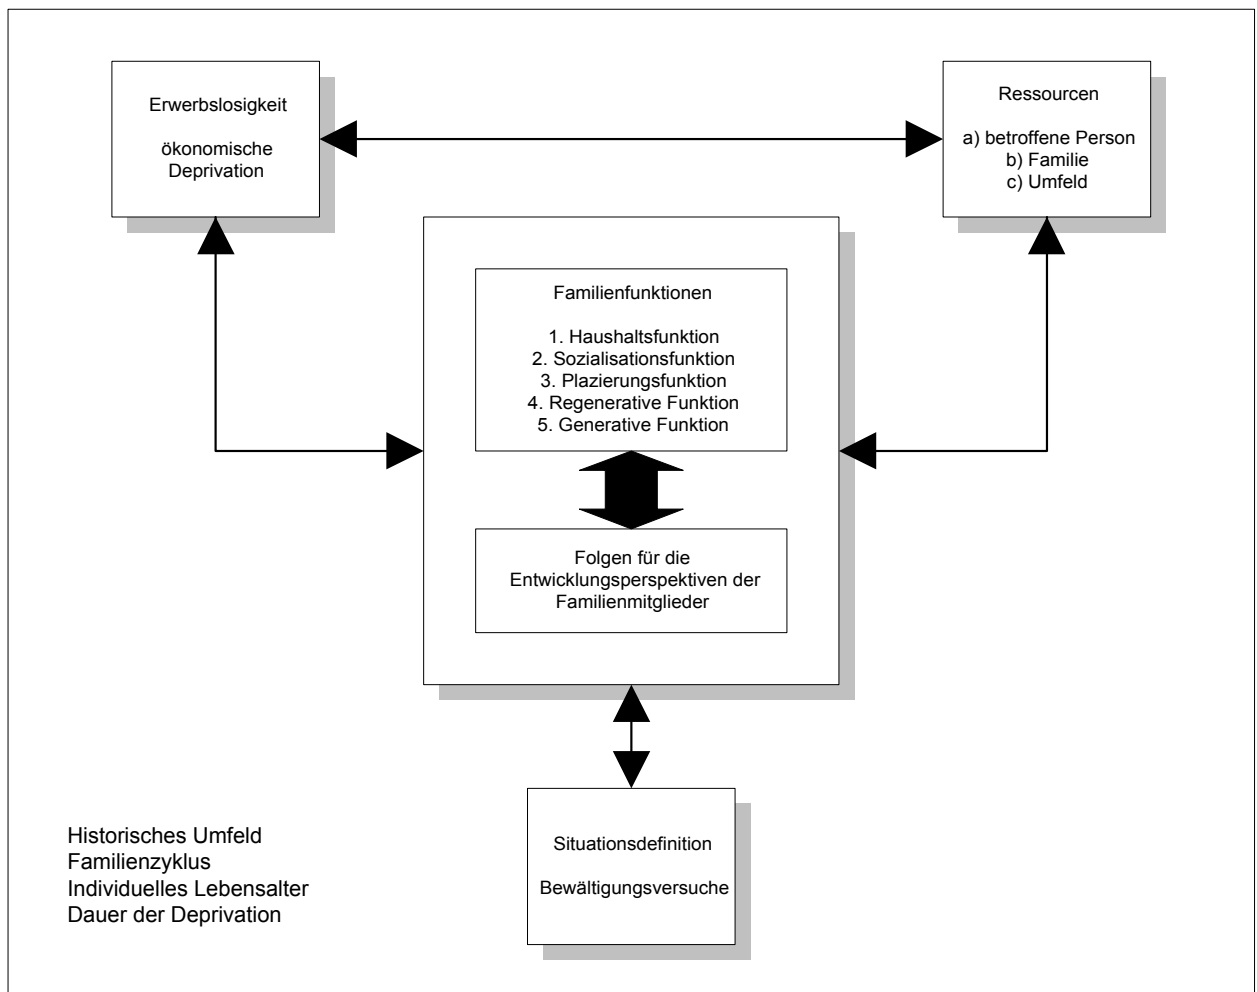 Erwerbslosigkeit
ökonomische
Deprivation
Ressourcen
a) betroffene Person
b) Familie
c) Umfeld
Familienfunktionen
1. Haushaltsfunktion
2. Sozialisationsfunktion
3. Plazierungsfunktion
4. Regenerative Funktion
5. Generative Funktion
Folgen für die
Entwicklungsperspektiven der
Familienmitglieder
Situationsdefinition
Bewältigungsversuche
Historisches Umfeld
Familienzyklus
Individuelles Lebensalter
Dauer der Deprivation